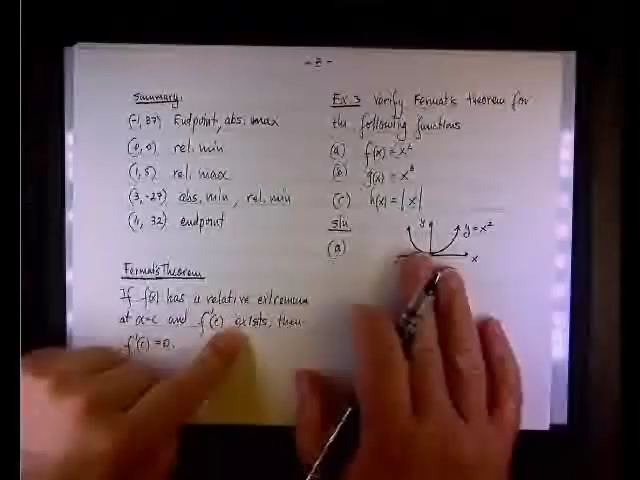 - 3 -
Summary:
(-1, 37) Endpoint, abs. max
(0, 0) rel. min
(1, 5) rel. max
(3, -27) abs. min, rel. min
(4, 32) endpoint
Fermat's Theorem
If f(x) has a relative extremum
at x=c and f'(c) exists, then
f'(c) = 0.
Ex. 3 Verify Fermat's theorem for
the following functions
(a) f(x) = x²
(b) g(x) = x³
(c) h(x) = |x|
sln.
(a)
y
y = x²
x